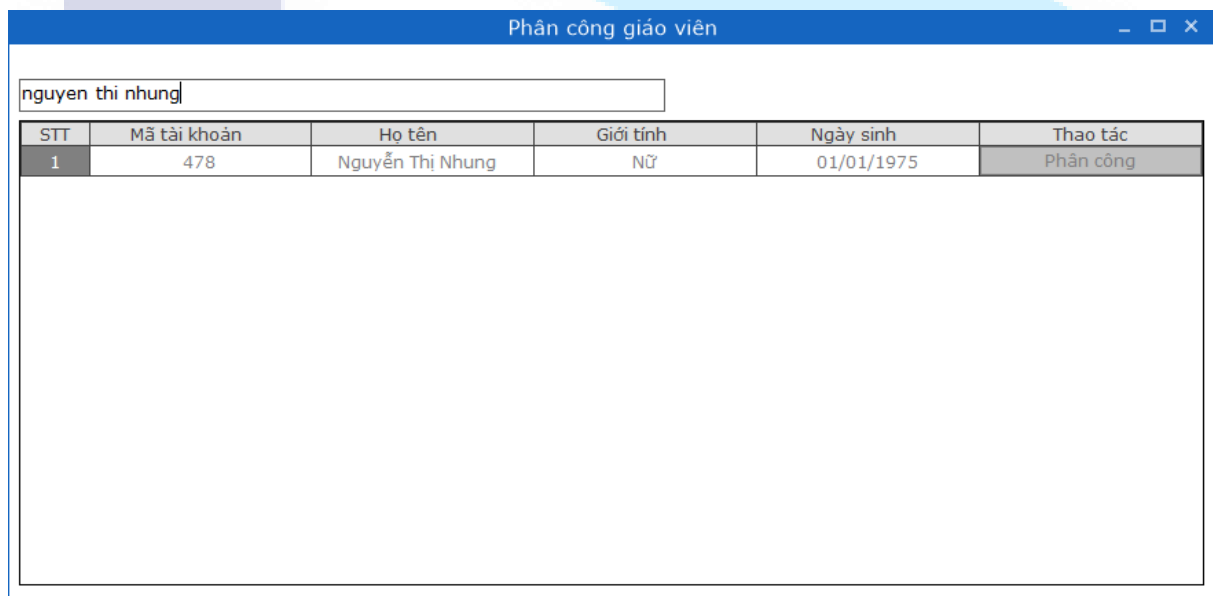 Phân công giáo viên
nguyen thi nhung
STT Mã tài khoản Họ tên Giới tính Ngày sinh Thao tác
1 478 Nguyễn Thị Nhung Nữ 01/01/1975 Phân công